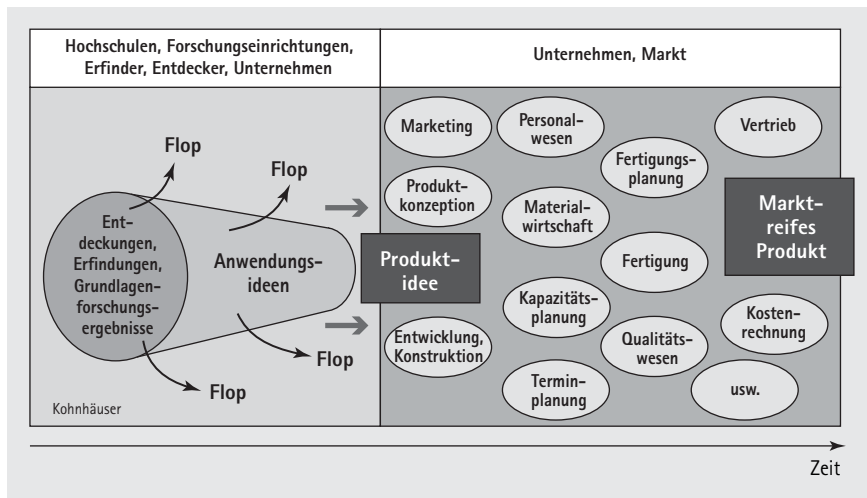 Hochschulen, Forschungseinrichtungen,
Erfinder, Entdecker, Unternehmen
Unternehmen, Markt
Flop
Flop
Ent-
deckungen,
Erfindungen,
Grundlagen-
forschungs-
ergebnisse
Anwendungs-
ideen
Flop
Flop
Kohnhäuser
Produkt-
idee
Marketing
Produkt-
konzeption
Entwicklung,
Konstruktion
Personal-
wesen
Material-
wirtschaft
Kapazitäts-
planung
Termin-
planung
Fertigungs-
planung
Fertigung
Qualitäts-
wesen
Vertrieb
Markt-
reifes
Produkt
Kosten-
rechnung
usw.
Zeit